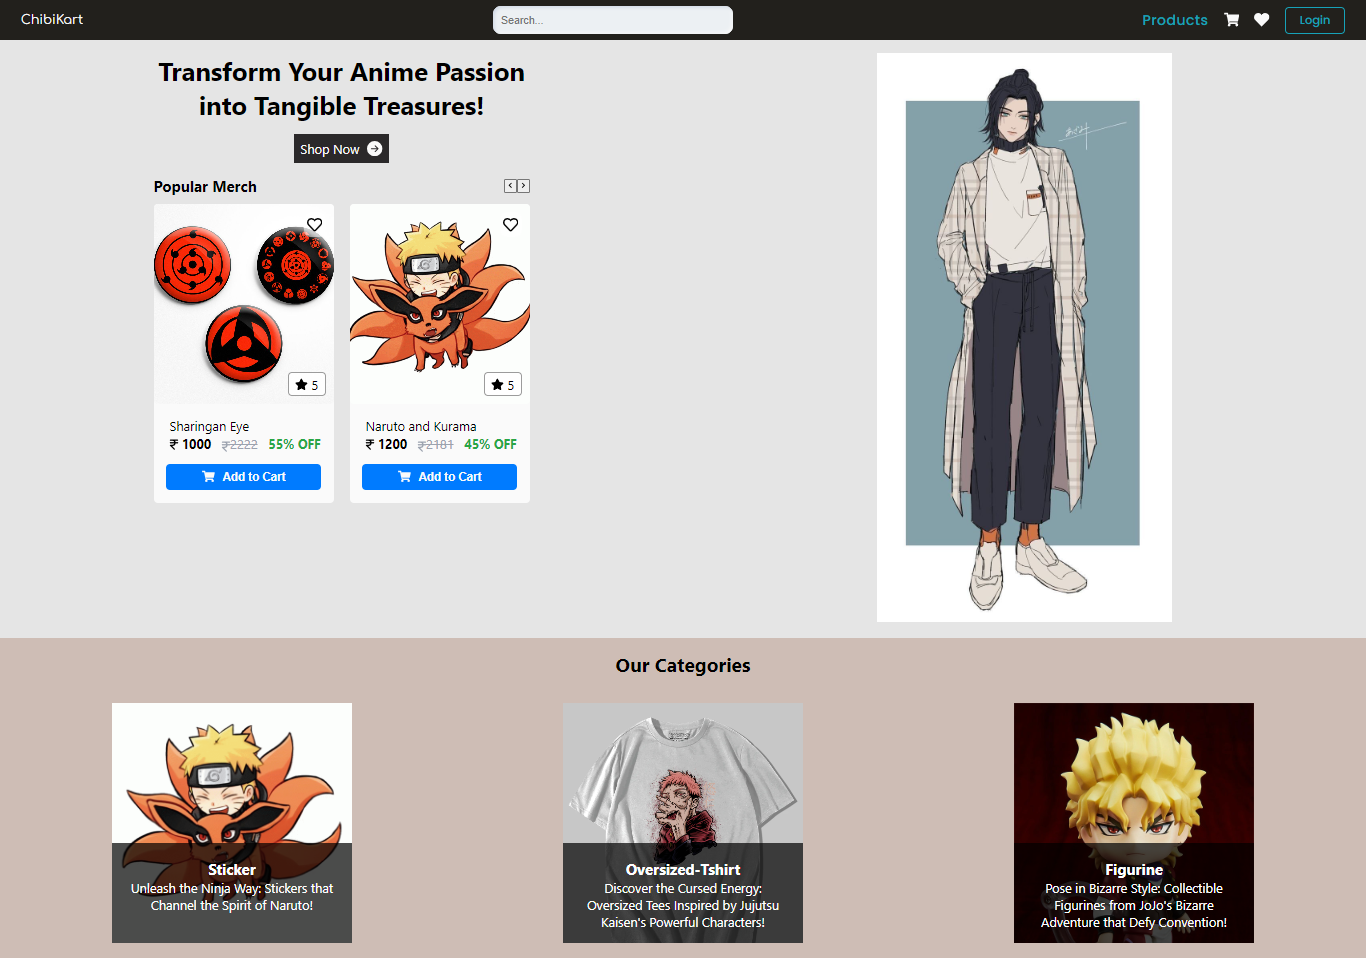 ChibiKart
Search...
Products
Login
Transform Your Anime Passion
into Tangible Treasures!
Shop Now
Popular Merch
5
5
Sharingan Eye
₹ 1000 ₹2222 55% OFF
Add to Cart
Naruto and Kurama
₹ 1200 ₹2181 45% OFF
Add to Cart
Our Categories
Sticker
Unleash the Ninja Way: Stickers that
Channel the Spirit of Naruto!
Oversized-Tshirt
Discover the Cursed Energy:
Oversized Tees Inspired by Jujutsu
Kaisen's Powerful Characters!
Figurine
Pose in Bizarre Style: Collectible
Figurines from JoJo's Bizarre
Adventure that Defy Convention!